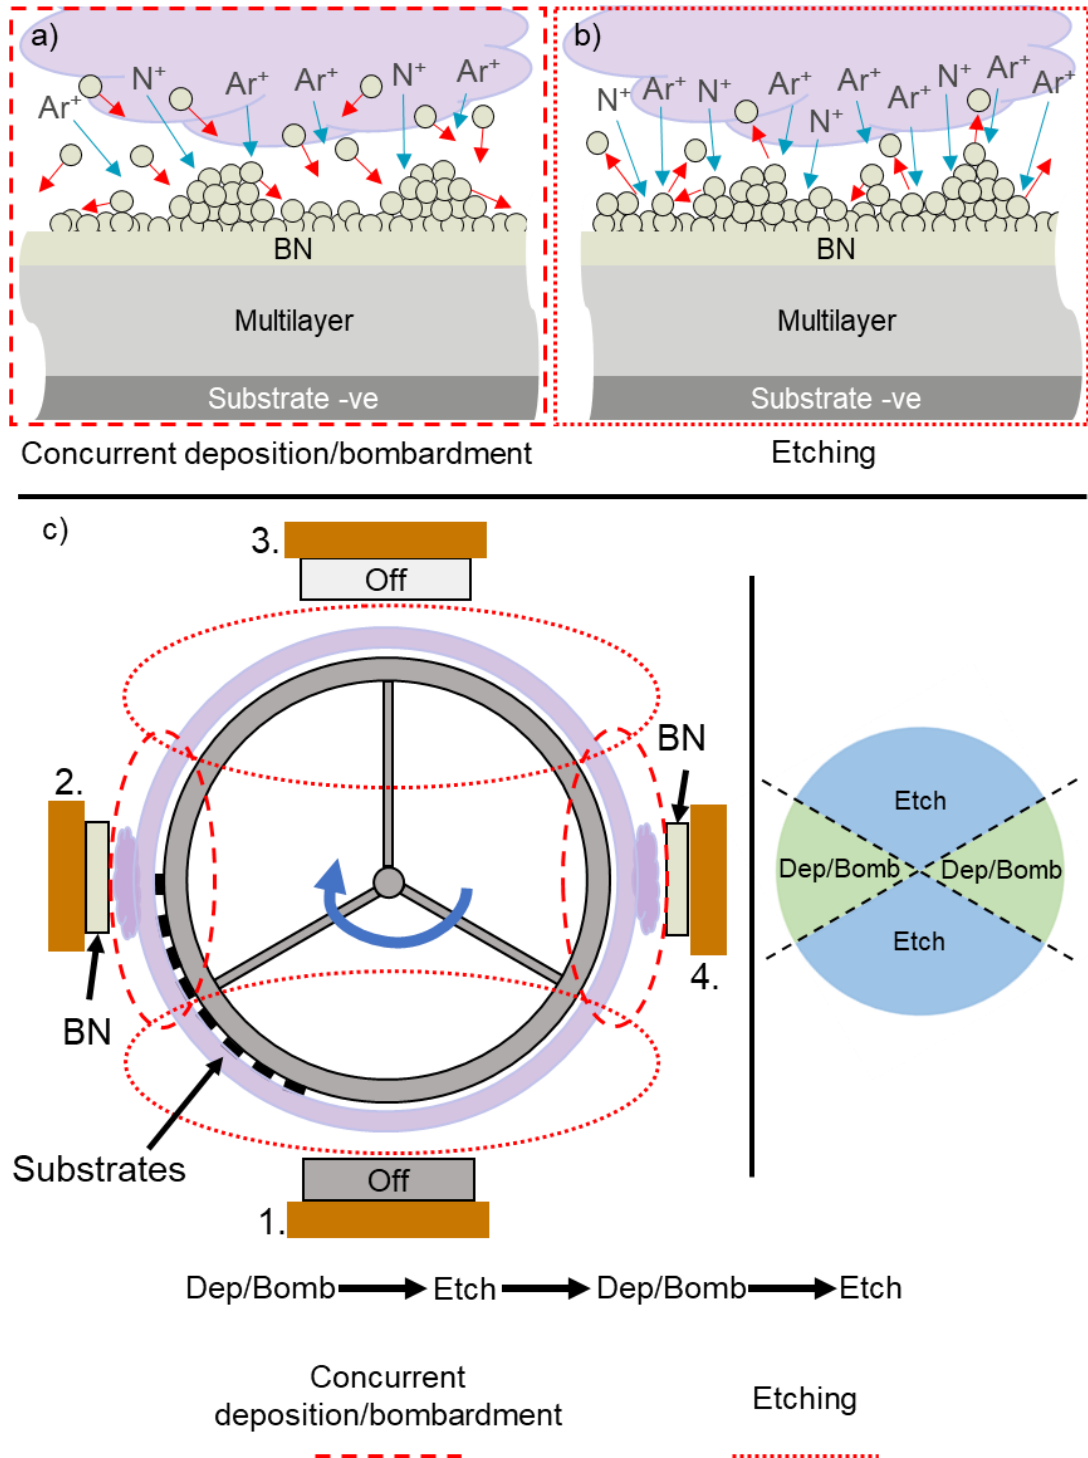 a)
N⁺
Ar⁺
Ar⁺
N⁺
Ar⁺
Ar⁺
BN
Multilayer
Substrate -ve
Concurrent deposition/bombardment
b)
N⁺
Ar⁺
N⁺
Ar⁺
N⁺
Ar⁺
Ar⁺
N⁺
Ar⁺
Ar⁺
BN
Multilayer
Substrate -ve
Etching
c)
3.
Off
2.
BN
BN
4.
Substrates
Off
1.
Etch
Dep/Bomb
Dep/Bomb
Etch
Dep/Bomb
Etch
Dep/Bomb
Etch
Concurrent
deposition/bombardment
Etching